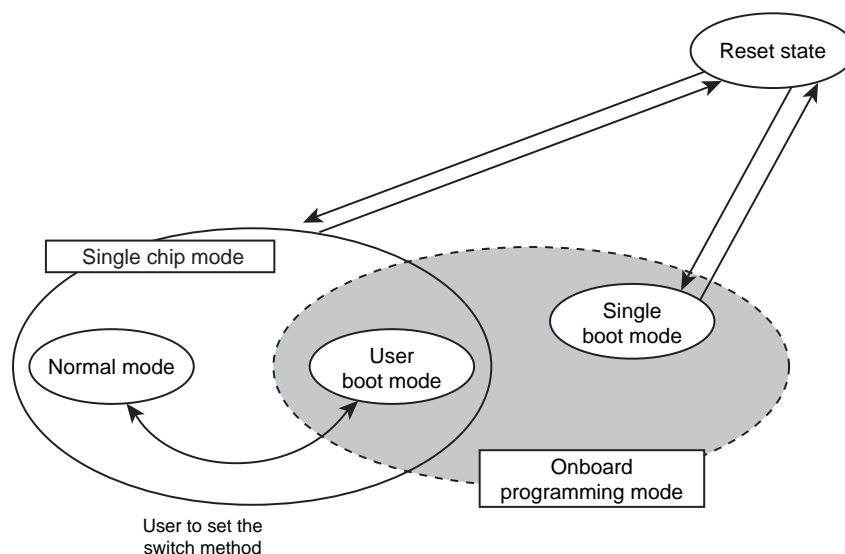 Reset state
Single chip mode
Single
boot mode
Normal mode
User
boot mode
Onboard
programming mode
User to set the
switch method